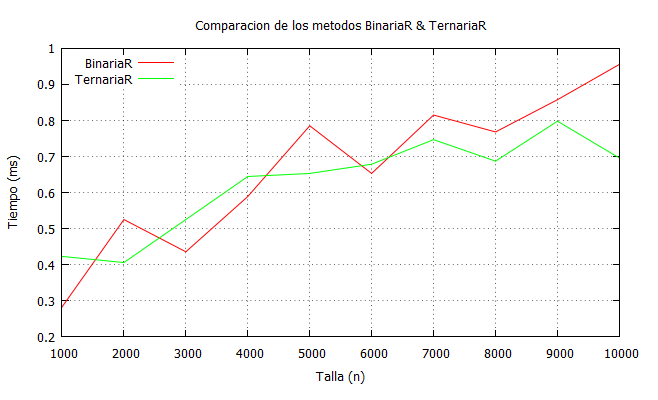 Comparacion de los metodos BinariaR & TernariaR
BinariaR
TernariaR
1
0.9
0.8
0.7
0.6
0.5
0.4
0.3
0.2
Tiempo (ms)
1000 2000 3000 4000 5000 6000 7000 8000 9000 10000
Talla (n)